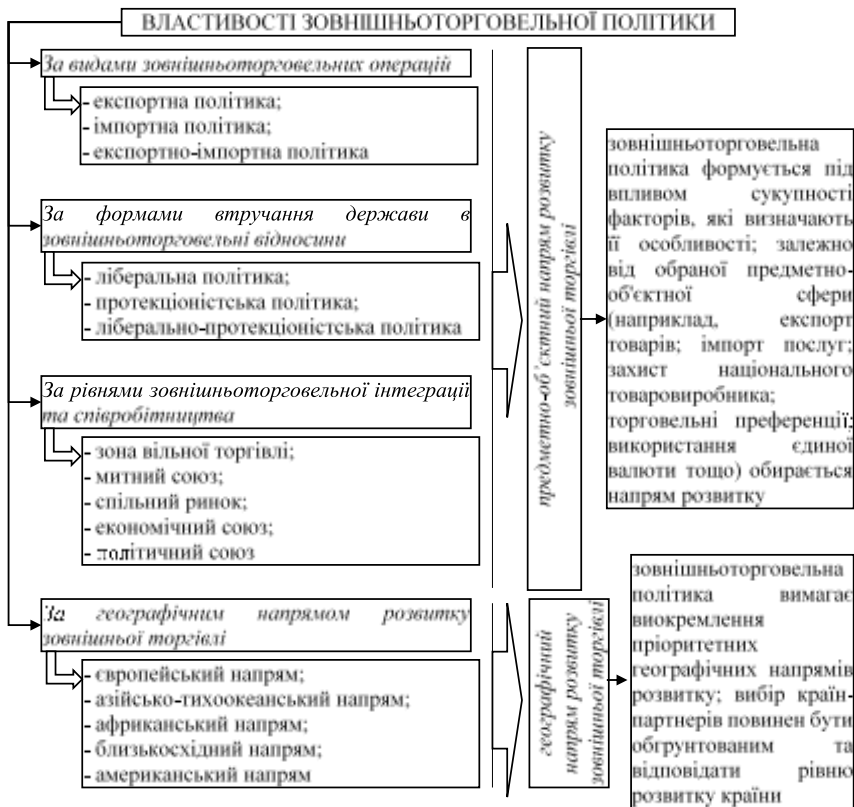 ВЛАСТИВОСТІ ЗОВНІШНЬОТОРГОВЕЛЬНОЇ ПОЛІТИКИ
За видами зовнішньоторговельних операцій
- експортна політика;
- імпортна політика;
- експортно-імпортна політика
За формами втручання держави в
зовнішньоторговельні відносини
- ліберальна політика;
- протекціоністська політика;
- ліберально-протекціоністська політика
За рівнями зовнішньоторговельної інтеграції
та співробітництва
- зона вільної торгівлі;
- митний союз;
- спільний ринок;
- економічний союз;
- політичний союз
предметно-об'єктний напрям розвитку
зовнішньої торгівлі
зовнішньоторговельна
політика формується під
впливом сукупності
факторів, які визначають
її особливості; залежно
від обраної предметно-
об'єктної сфери
(наприклад, експорт
товарів; імпорт послуг;
захист національного
товаровиробника;
торговельні преференції;
використання єдиної
валюти тощо) обирається
напрям розвитку
За географічним напрямом розвитку
зовнішньої торгівлі
- європейський напрям;
- азійсько-тихоокеанський напрям;
- африканський напрям;
- близькосхідний напрям;
- американський напрям
географічний
напрям розвитку
зовнішньої торгівлі
зовнішньоторговельна
політика вимагає
виокремлення
пріоритетних
географічних напрямів
розвитку; вибір країн-
партнерів повинен бути
обгрунтованим та
відповідати рівню
розвитку країни